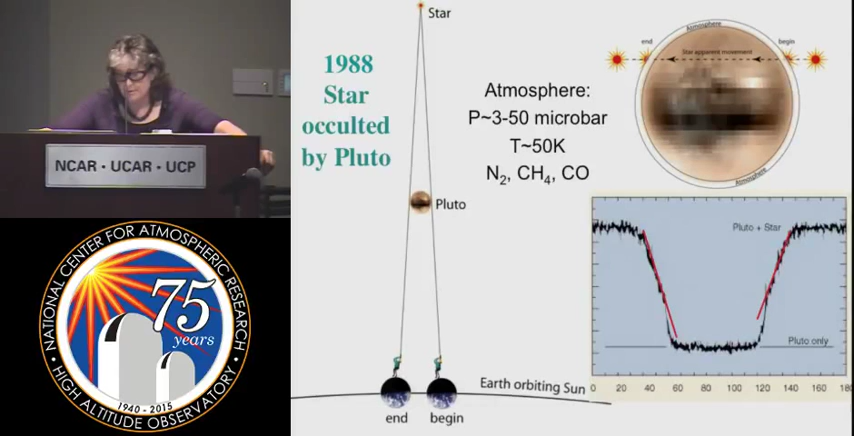 NCAR • UCAR • UCP
NATIONAL CENTER FOR ATMOSPHERIC RESEARCH
75
years
1940 - 2015
HIGH ALTITUDE OBSERVATORY
1988
Star
occulted
by Pluto
Star
Pluto
Earth orbiting Sun
end
begin
Atmosphere:
P~3-50 microbar
T~50K
N₂, CH₄, CO
Atmosphere
end
begin
Star apparent movement
Atmosphere
Pluto + Star
Pluto only
0 20 40 60 80 100 120 140 160 180